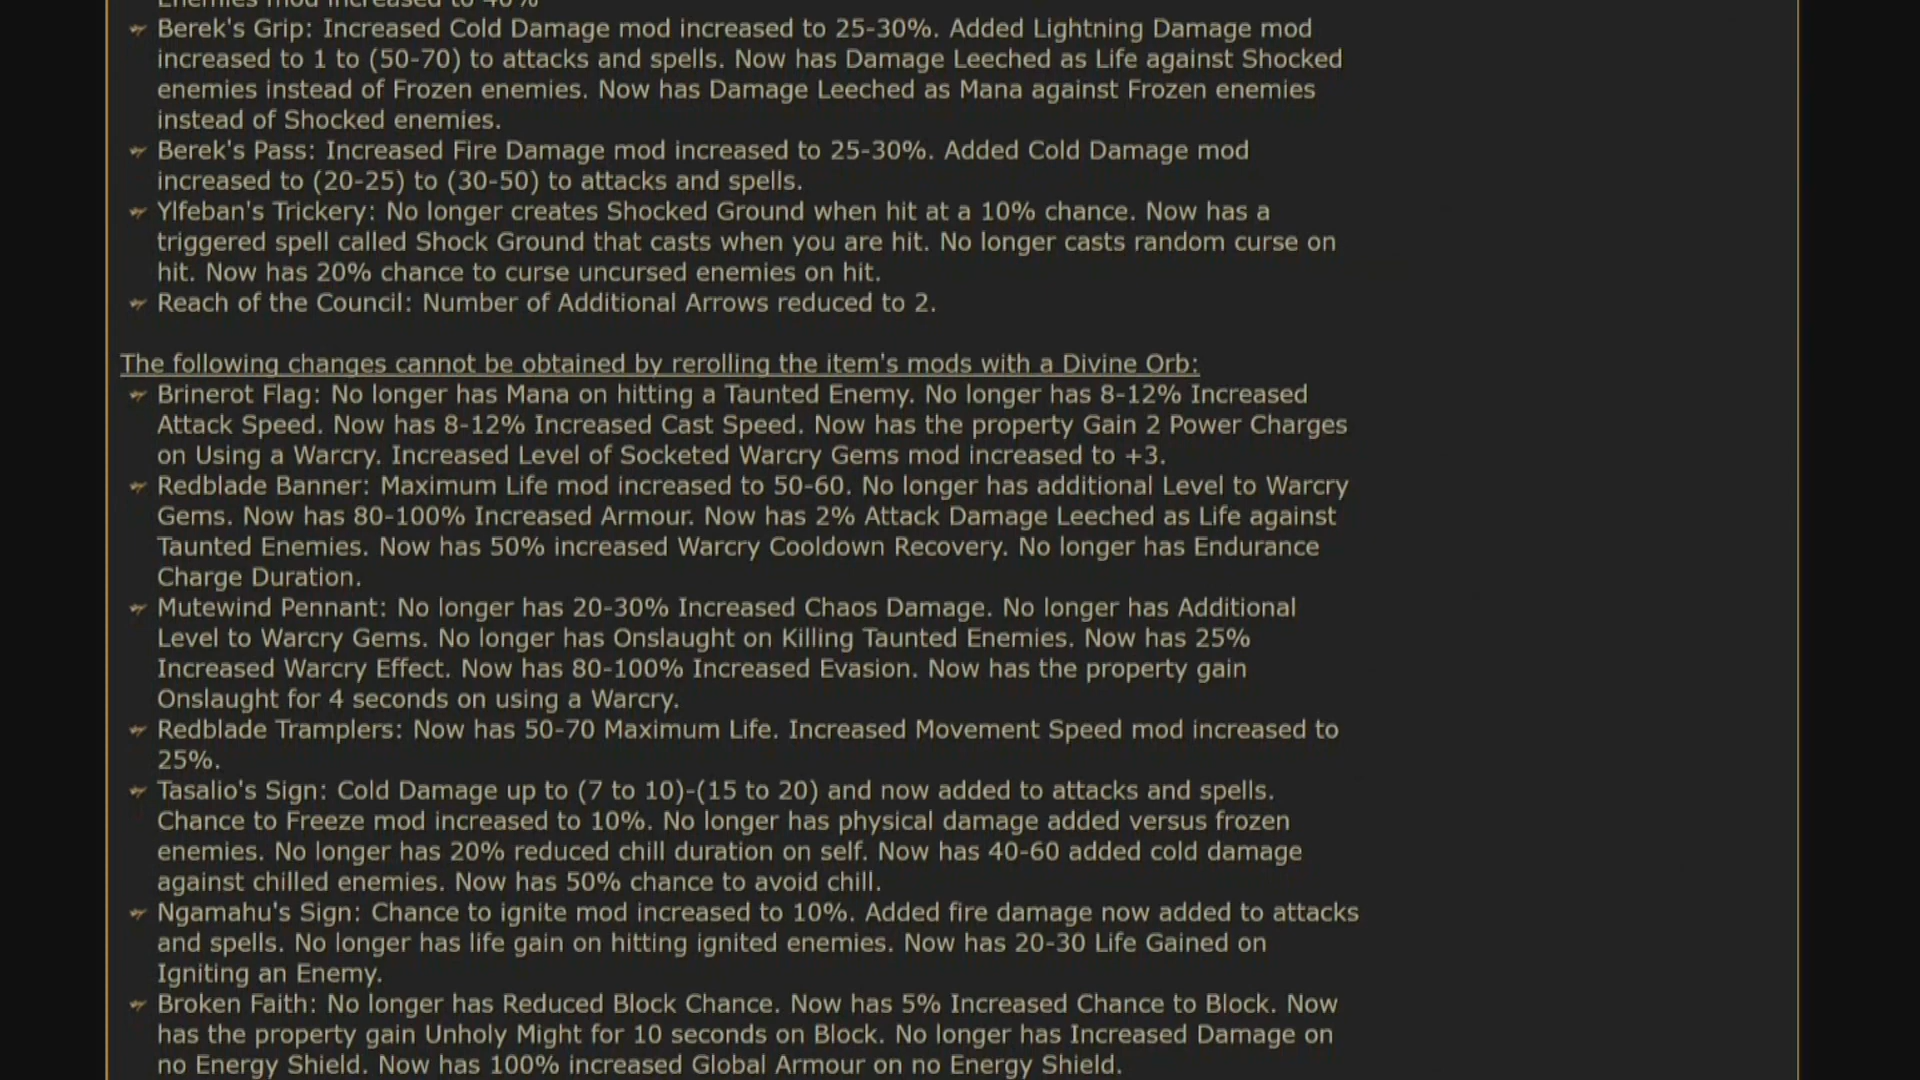 Enemies mod increased to 40%
Berek's Grip: Increased Cold Damage mod increased to 25-30%. Added Lightning Damage mod
increased to 1 to (50-70) to attacks and spells. Now has Damage Leeched as Life against Shocked
enemies instead of Frozen enemies. Now has Damage Leeched as Mana against Frozen enemies
instead of Shocked enemies.
Berek's Pass: Increased Fire Damage mod increased to 25-30%. Added Cold Damage mod
increased to (20-25) to (30-50) to attacks and spells.
Ylfeban's Trickery: No longer creates Shocked Ground when hit at a 10% chance. Now has a
triggered spell called Shock Ground that casts when you are hit. No longer casts random curse on
hit. Now has 20% chance to curse uncursed enemies on hit.
Reach of the Council: Number of Additional Arrows reduced to 2.
The following changes cannot be obtained by rerolling the item's mods with a Divine Orb:
Brinerot Flag: No longer has Mana on hitting a Taunted Enemy. No longer has 8-12% Increased
Attack Speed. Now has 8-12% Increased Cast Speed. Now has the property Gain 2 Power Charges
on Using a Warcry. Increased Level of Socketed Warcry Gems mod increased to +3.
Redblade Banner: Maximum Life mod increased to 50-60. No longer has additional Level to Warcry
Gems. Now has 80-100% Increased Armour. Now has 2% Attack Damage Leeched as Life against
Taunted Enemies. Now has 50% increased Warcry Cooldown Recovery. No longer has Endurance
Charge Duration.
Mutewind Pennant: No longer has 20-30% Increased Chaos Damage. No longer has Additional
Level to Warcry Gems. No longer has Onslaught on Killing Taunted Enemies. Now has 25%
Increased Warcry Effect. Now has 80-100% Increased Evasion. Now has the property gain
Onslaught for 4 seconds on using a Warcry.
Redblade Tramplers: Now has 50-70 Maximum Life. Increased Movement Speed mod increased to
25%.
Tasalio's Sign: Cold Damage up to (7 to 10)-(15 to 20) and now added to attacks and spells.
Chance to Freeze mod increased to 10%. No longer has physical damage added versus frozen
enemies. No longer has 20% reduced chill duration on self. Now has 40-60 added cold damage
against chilled enemies. Now has 50% chance to avoid chill.
Ngamahu's Sign: Chance to ignite mod increased to 10%. Added fire damage now added to attacks
and spells. No longer has life gain on hitting ignited enemies. Now has 20-30 Life Gained on
Igniting an Enemy.
Broken Faith: No longer has Reduced Block Chance. Now has 5% Increased Chance to Block. Now
has the property gain Unholy Might for 10 seconds on Block. No longer has Increased Damage on
no Energy Shield. Now has 100% increased Global Armour on no Energy Shield.